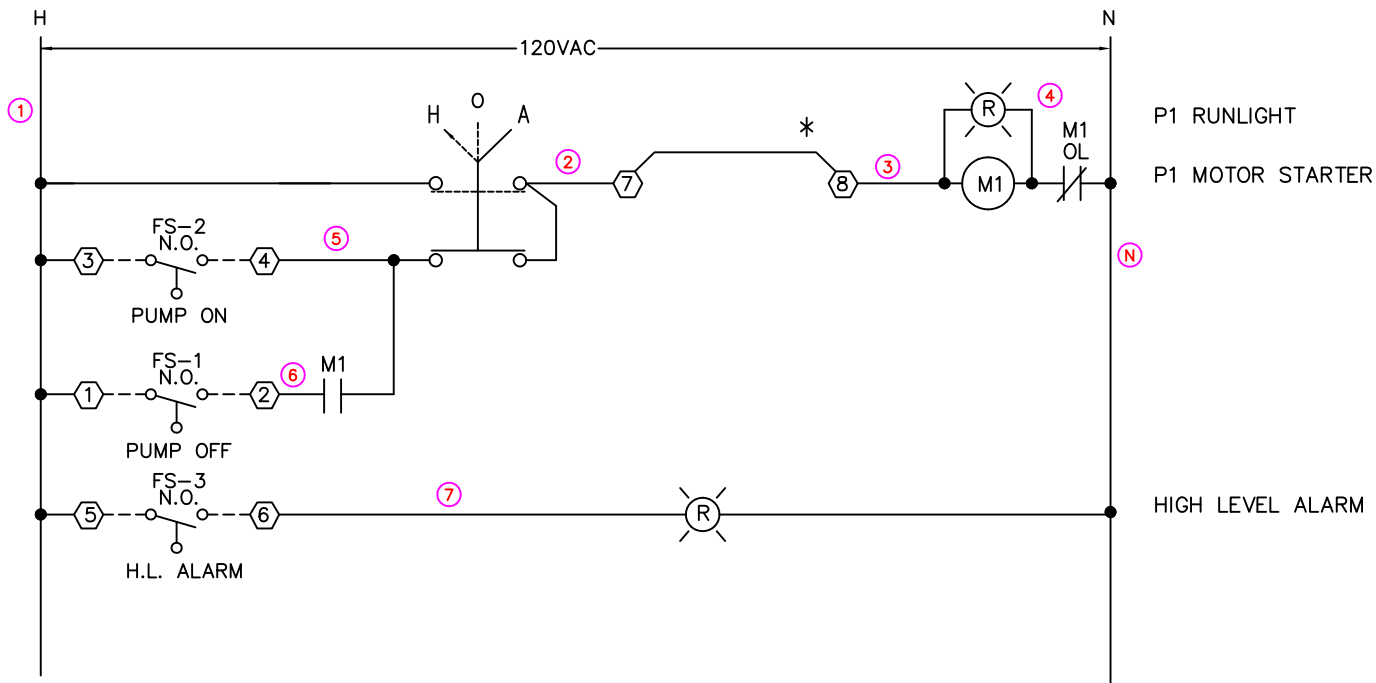 H N
120VAC
1
H O A
2
7
*
8
3
R
4
M1
OL
M1
P1 RUNLIGHT
P1 MOTOR STARTER
FS-2
N.O.
3
4
5
PUMP ON
N
FS-1
N.O.
1
2
6
M1
PUMP OFF
FS-3
N.O.
5
6
7
R
HIGH LEVEL ALARM
H.L. ALARM